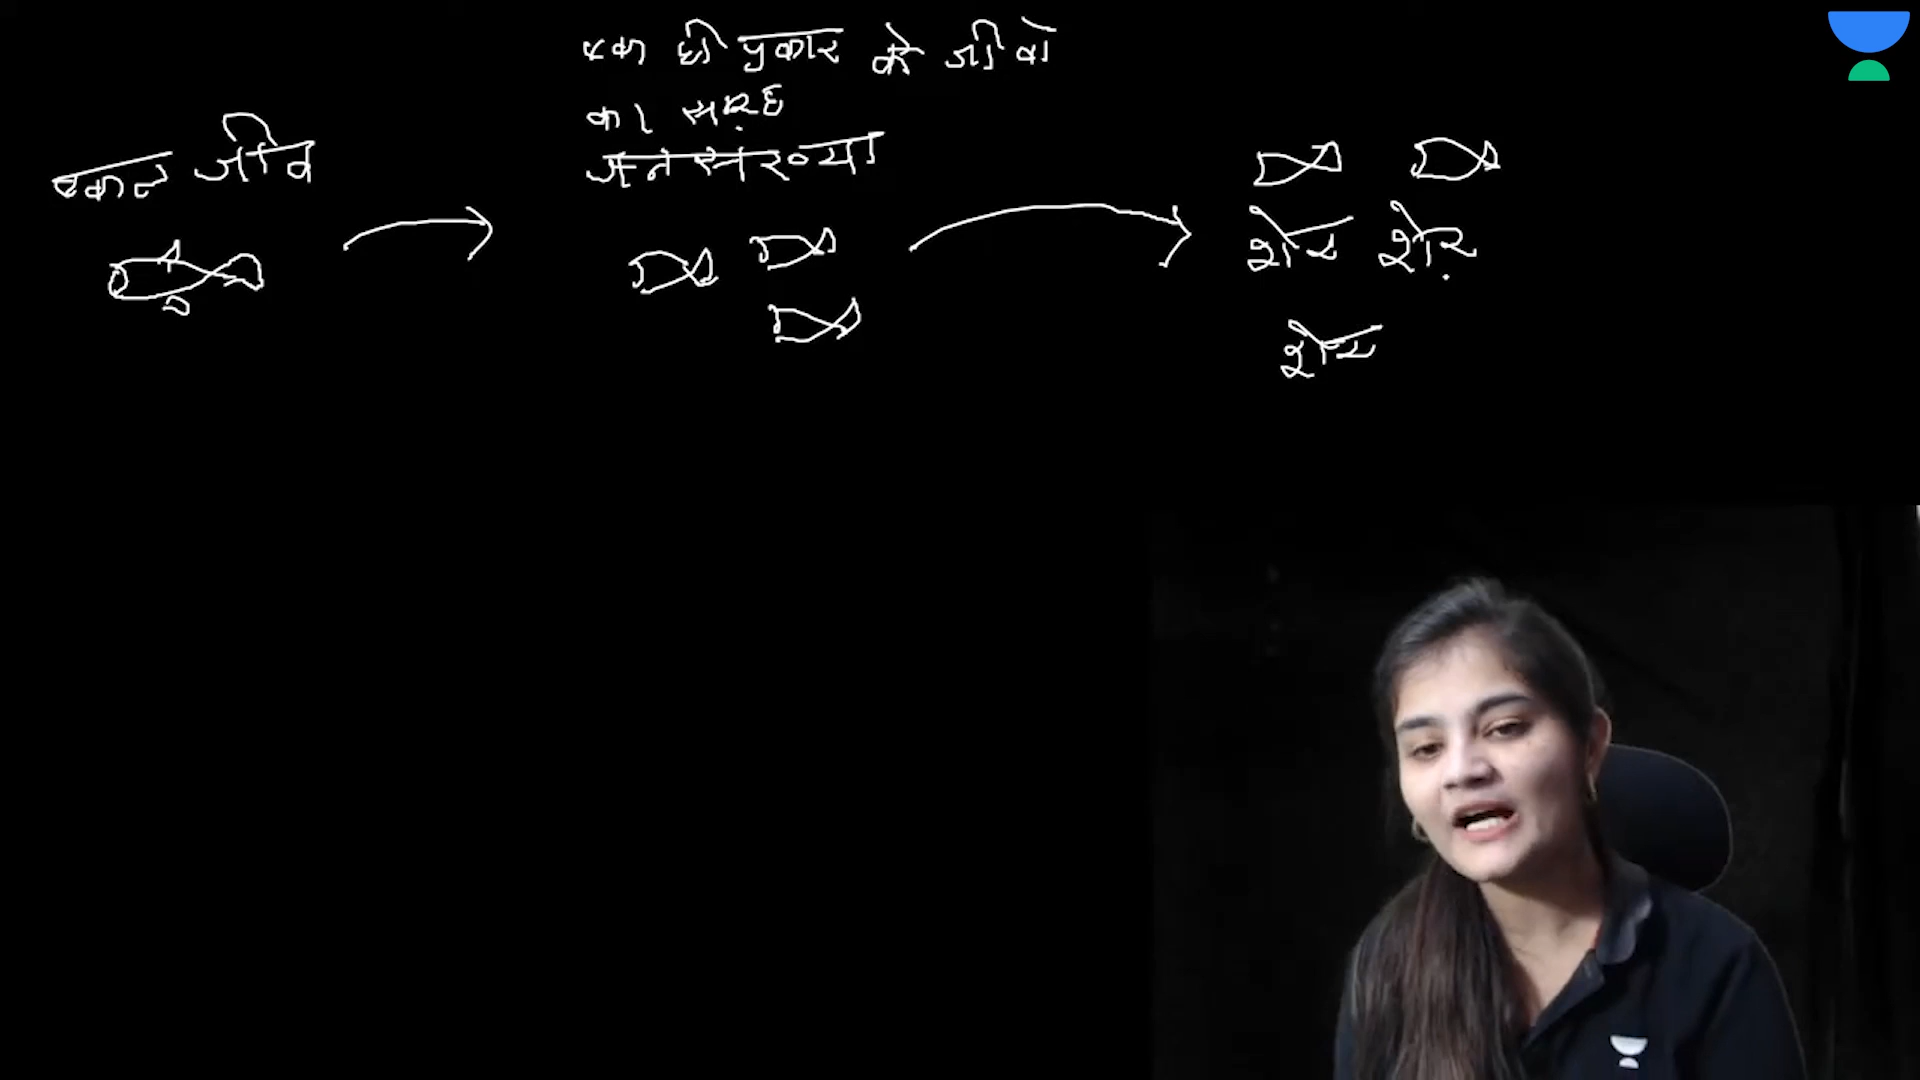 एकल जीव
एक ही प्रकार के जीवों
का समूह
जनसंख्या
शेर शेर
शेर